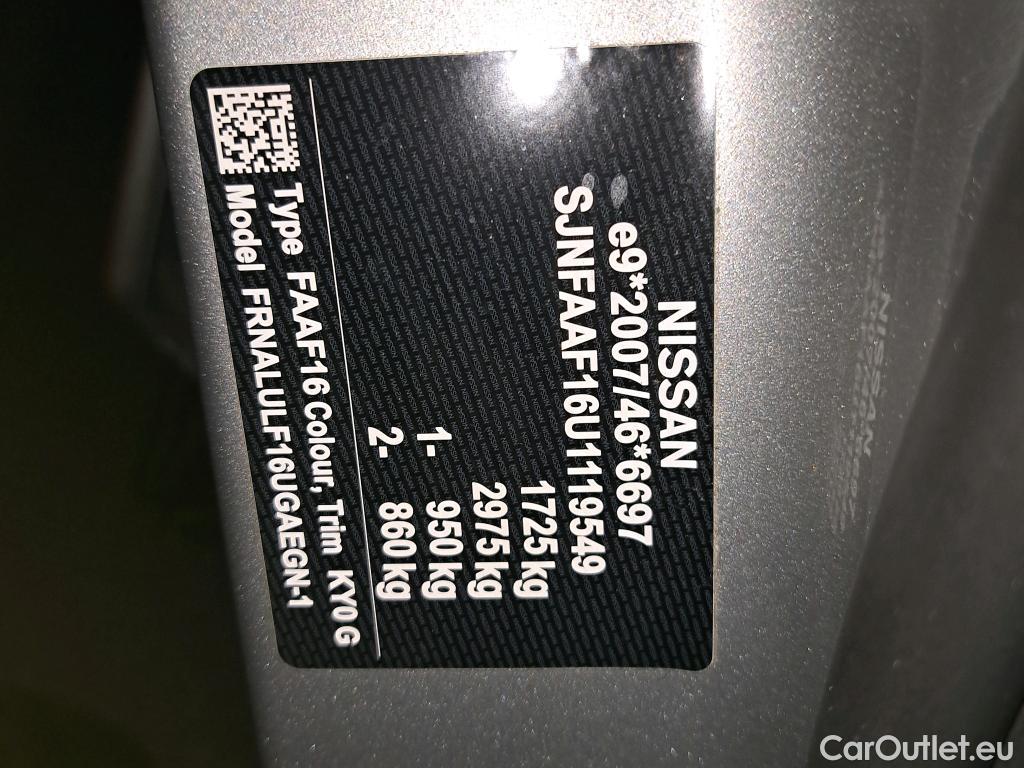 NISSAN
e9*2007/46*6697
SJNFAAF16U1119549
1725 kg
2975 kg
1- 950 kg
2- 860 kg
Type FAAF16 Colour, Trim KY0 G
Model FRNALULF16UGAEGN-1
CarOutlet.eu